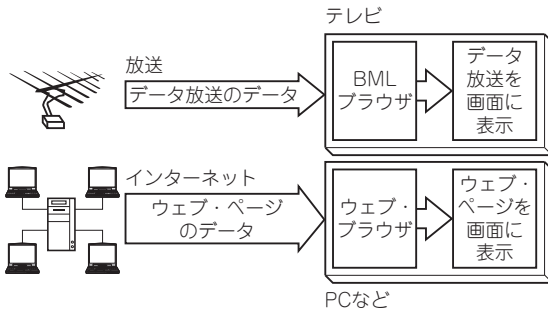 テレビ
放送
データ放送のデータ
BML
ブラウザ
データ
放送を
画面に
表示
インターネット
ウェブ・ページ
のデータ
ウェブ・
ブラウザ
ウェブ・
ページを
画面に
表示
PCなど